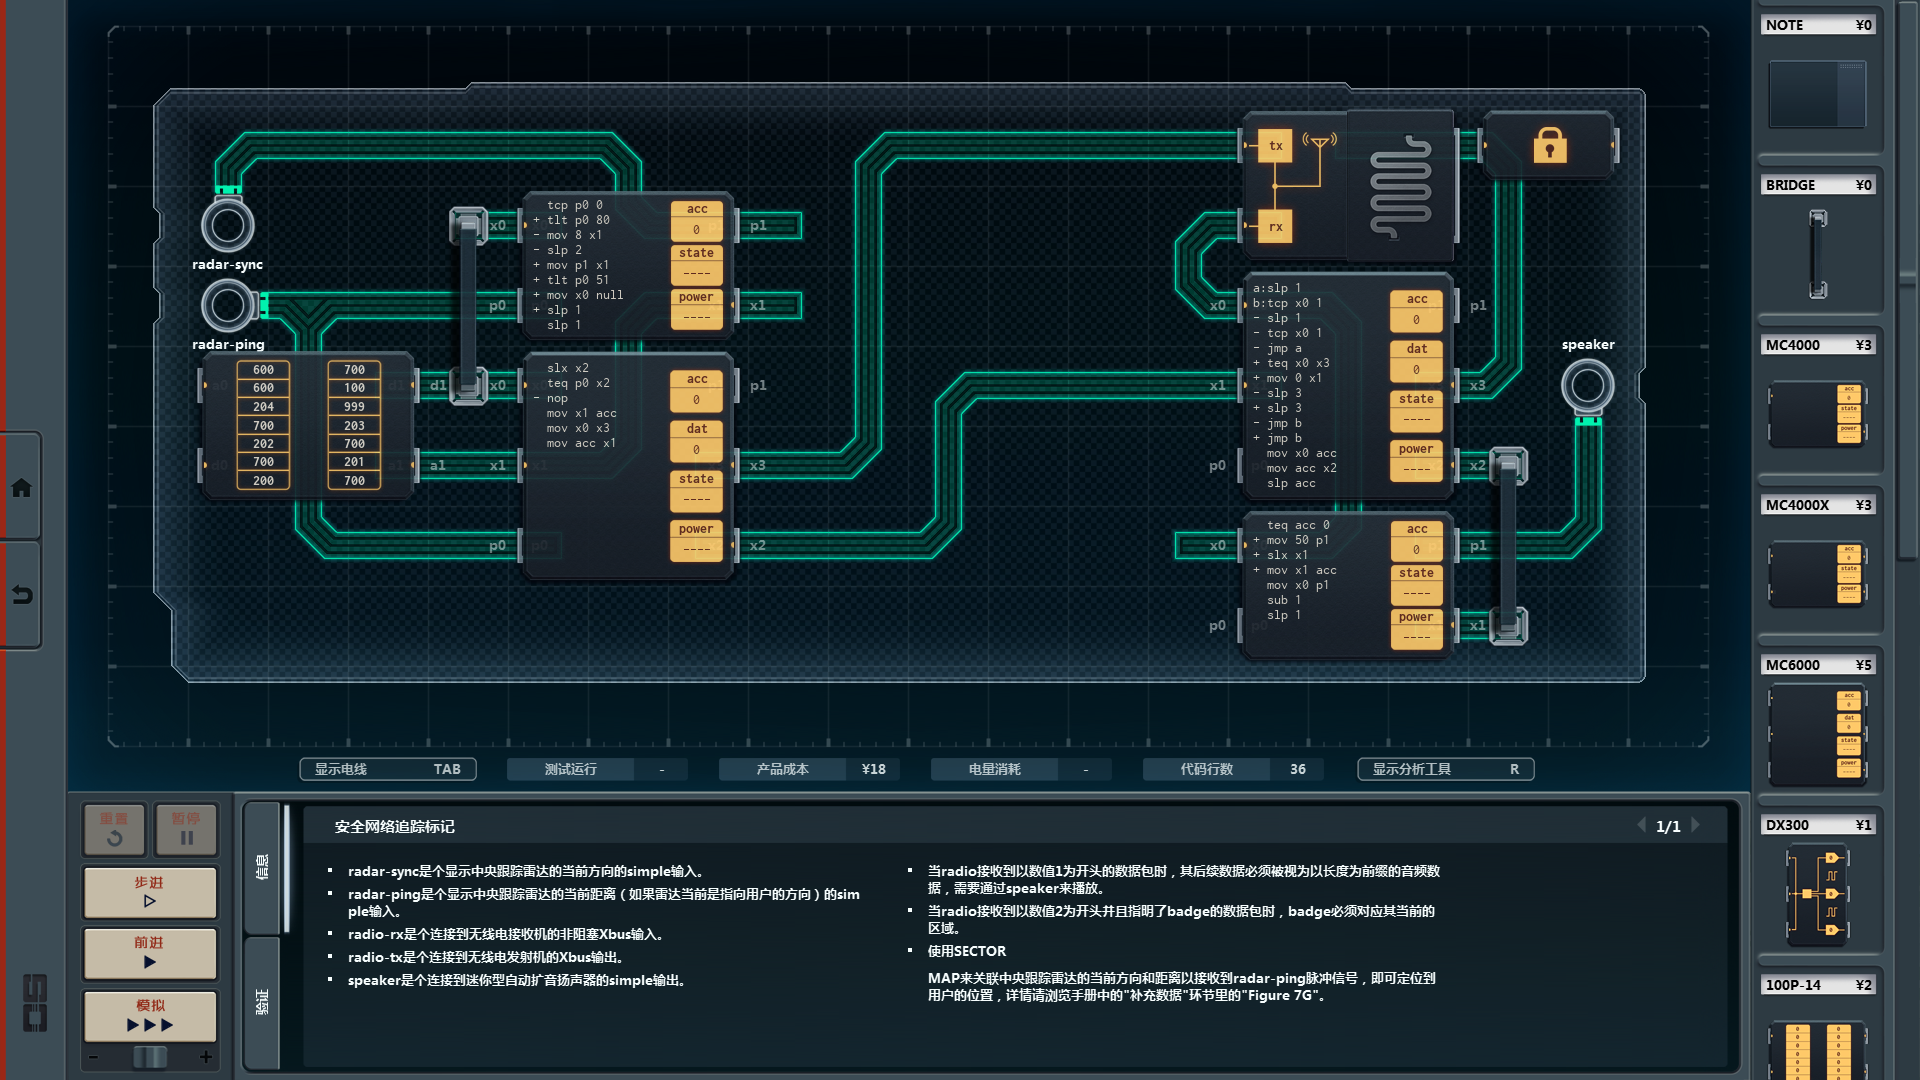 NOTE ¥0
BRIDGE ¥0
MC4000 ¥3
MC4000X ¥3
MC6000 ¥5
DX300 ¥1
100P-14 ¥2
radar-sync
radar-ping
speaker
tx
rx
x0
p0
p1
x1
tcp p0 0
+ tlt p0 80
- mov 8 x1
- slp 2
+ mov p1 x1
+ tlt p0 51
+ mov x0 null
+ slp 1
slp 1
acc
0
state
----
power
----
600 700
600 100
204 999
700 203
202 700
700 201
200 700
d1 x0
a1 x1
p0
p1
x3
x2
slx x2
teq p0 x2
- nop
mov x1 acc
mov x0 x3
mov acc x1
acc
0
dat
0
state
----
power
----
x0
x1
p0
p1
x3
x2
a:slp 1
b:tcp x0 1
- slp 1
- tcp x0 1
- jmp a
+ teq x0 x3
+ mov 0 x1
- slp 3
+ slp 3
- jmp b
+ jmp b
mov x0 acc
mov acc x2
slp acc
acc
0
dat
0
state
----
power
----
x0
p0
p1
x1
teq acc 0
+ mov 50 p1
+ slx x1
+ mov x1 acc
mov x0 p1
sub 1
slp 1
acc
0
state
----
power
----
显示电线 TAB
测试运行 -
产品成本 ¥18
电量消耗 -
代码行数 36
显示分析工具 R
重置
暂停
步进
前进
模拟
- +
信息
验证
安全网络追踪标记
1/1
▪ radar-sync是个显示中央跟踪雷达的当前方向的simple输入。
▪ radar-ping是个显示中央跟踪雷达的当前距离（如果雷达当前是指向用户的方向）的sim
ple输入。
▪ radio-rx是个连接到无线电接收机的非阻塞Xbus输入。
▪ radio-tx是个连接到无线电发射机的Xbus输出。
▪ speaker是个连接到迷你型自动扩音扬声器的simple输出。
▪ 当radio接收到以数值1为开头的数据包时，其后续数据必须被视为以长度为前缀的音频数
据，需要通过speaker来播放。
▪ 当radio接收到以数值2为开头并且指明了badge的数据包时，badge必须对应其当前的
区域。
▪ 使用SECTOR
MAP来关联中央跟踪雷达的当前方向和距离以接收到radar-ping脉冲信号，即可定位到
用户的位置，详情请浏览手册中的"补充数据"环节里的"Figure 7G"。